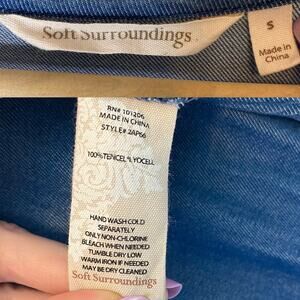 Soft Surroundings
S
Made in
China
RN# 101206
MADE IN CHINA
STYLE# 2AP66
100%TENCEL®LYOCELL
HAND WASH COLD
SEPARATELY
ONLY NON-CHLORINE
BLEACH WHEN NEEDED
TUMBLE DRY LOW
WARM IRON IF NEEDED
MAY BE DRY CLEANED
Soft Surroundings